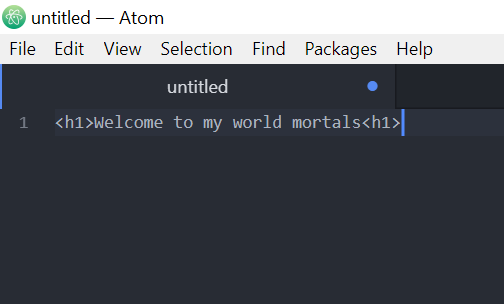 untitled — Atom
File Edit View Selection Find Packages Help
untitled
1 <h1>Welcome to my world mortals<h1>